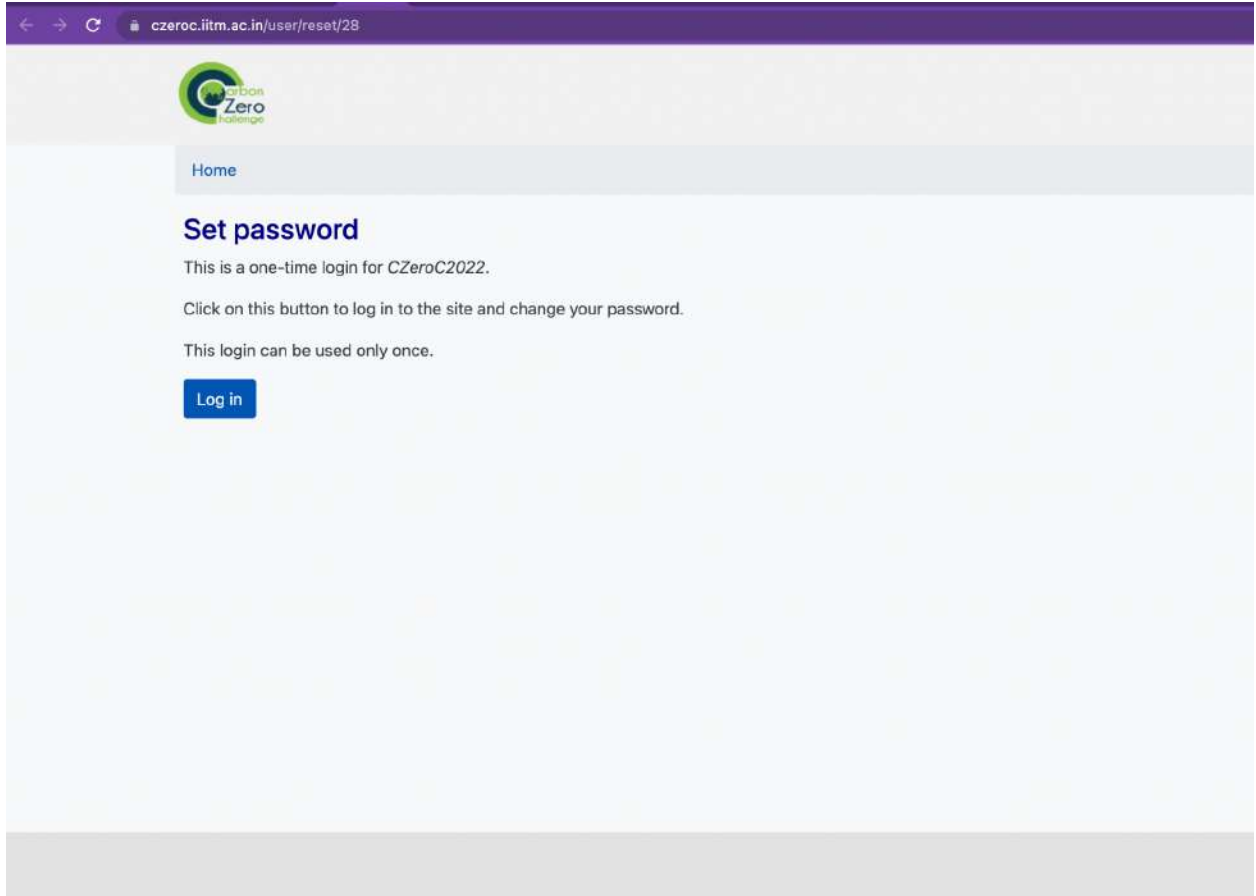 czeroc.iitm.ac.in/user/reset/28
Carbon
Zero
Challenge
Home
Set password
This is a one-time login for CZeroC2022.
Click on this button to log in to the site and change your password.
This login can be used only once.
Log in